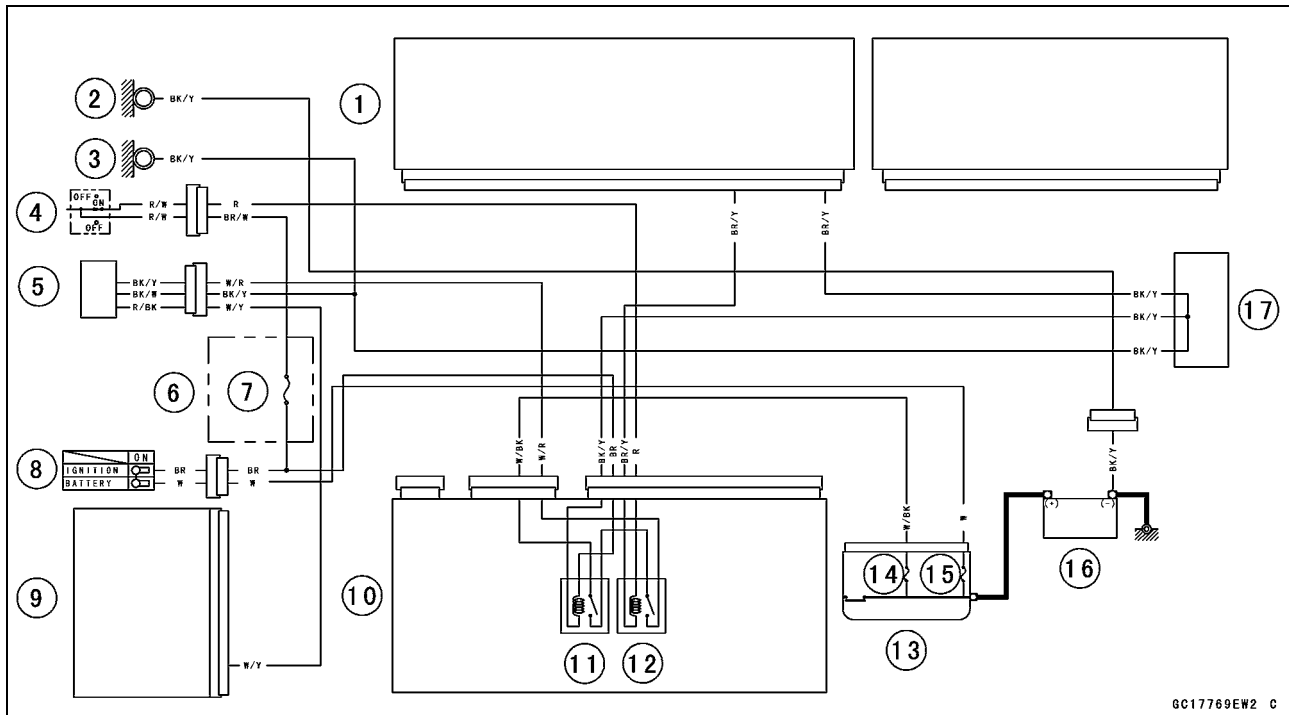 1
2
BK/Y
3
BK/Y
4
OFF
ON
OFF
R/W
R
R/W
BR/W
BR/Y
BR/Y
5
BK/Y
W/R
BK/W
BK/Y
R/BK
W/Y
BK/Y
BK/Y
BK/Y
17
6
7
8
ON
IGNITION
BR
BR
BATTERY
W
W
W/BK
W/R
BK/Y
BR
BR/Y
R
W/BK
W
BK/Y
(+)
(-)
14
15
16
9
10
11
12
13
W/Y
GC17769EW2 C